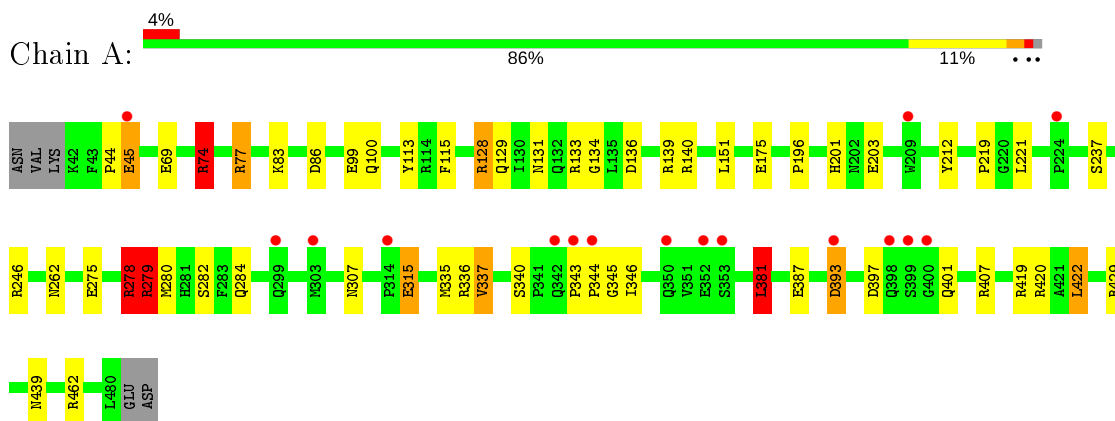 4%
Chain A:
86% 11%
ASN VAL LYS K42 F43 P44 E45 E69 R74 R77 K83 D86 E99 Q100 Y113 R114 F115 R128 Q129 I130 N131 Q132 R133 G134 L135 D136 R139 R140 L151 E175 P196 H201 N202 E203 W209 Y212 P219 G220 L221 P224 S237
R246 N262 E275 R278 R279 M280 H281 S282 F283 Q284 Q299 M303 N307 P314 E315 M335 R336 V337 S340 P341 Q342 P343 P344 G345 I346 Q350 V351 E352 S353 L381 E387 D393 D397 Q398 S399 G400 Q401 R407 R419 R420 A421 L422
N439 R462 L480 GLU ASP